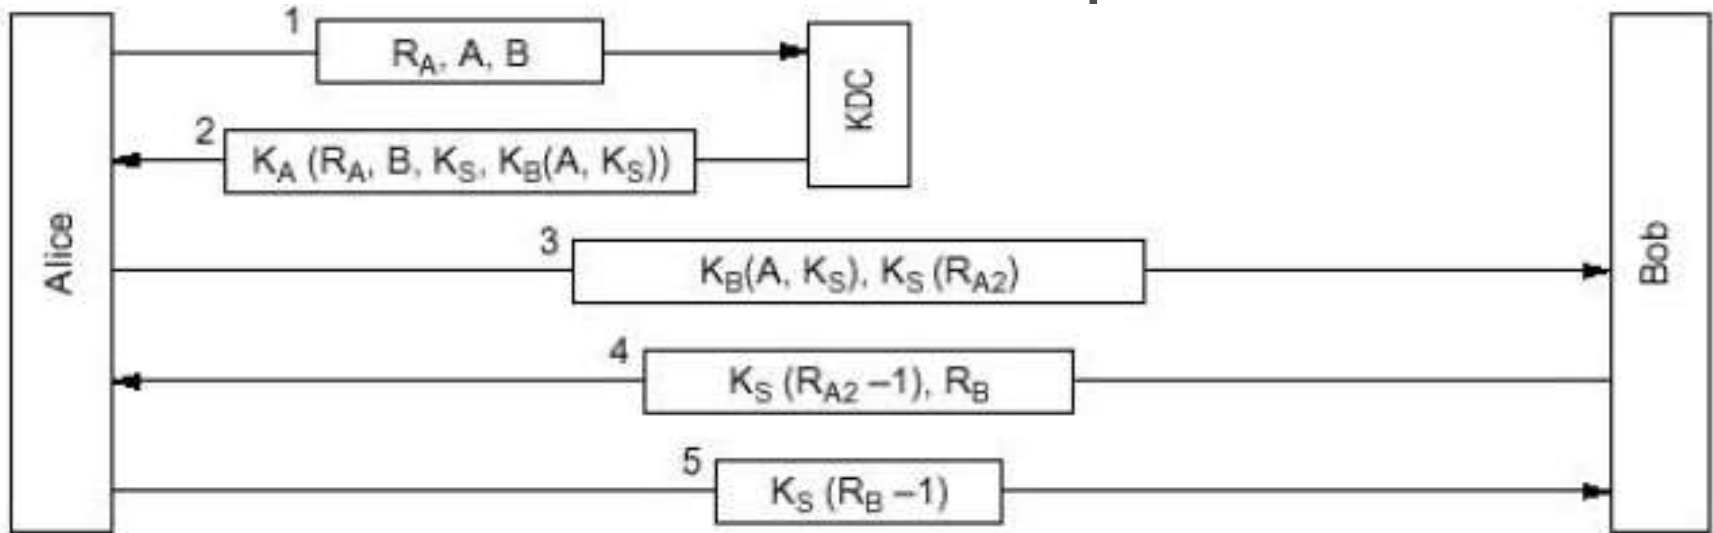 1
R_A, A, B
KDC
2
K_A (R_A, B, K_S, K_B(A, K_S))
Alice
3
K_B(A, K_S), K_S (R_A2)
Bob
4
K_S (R_A2 –1), R_B
5
K_S (R_B –1)